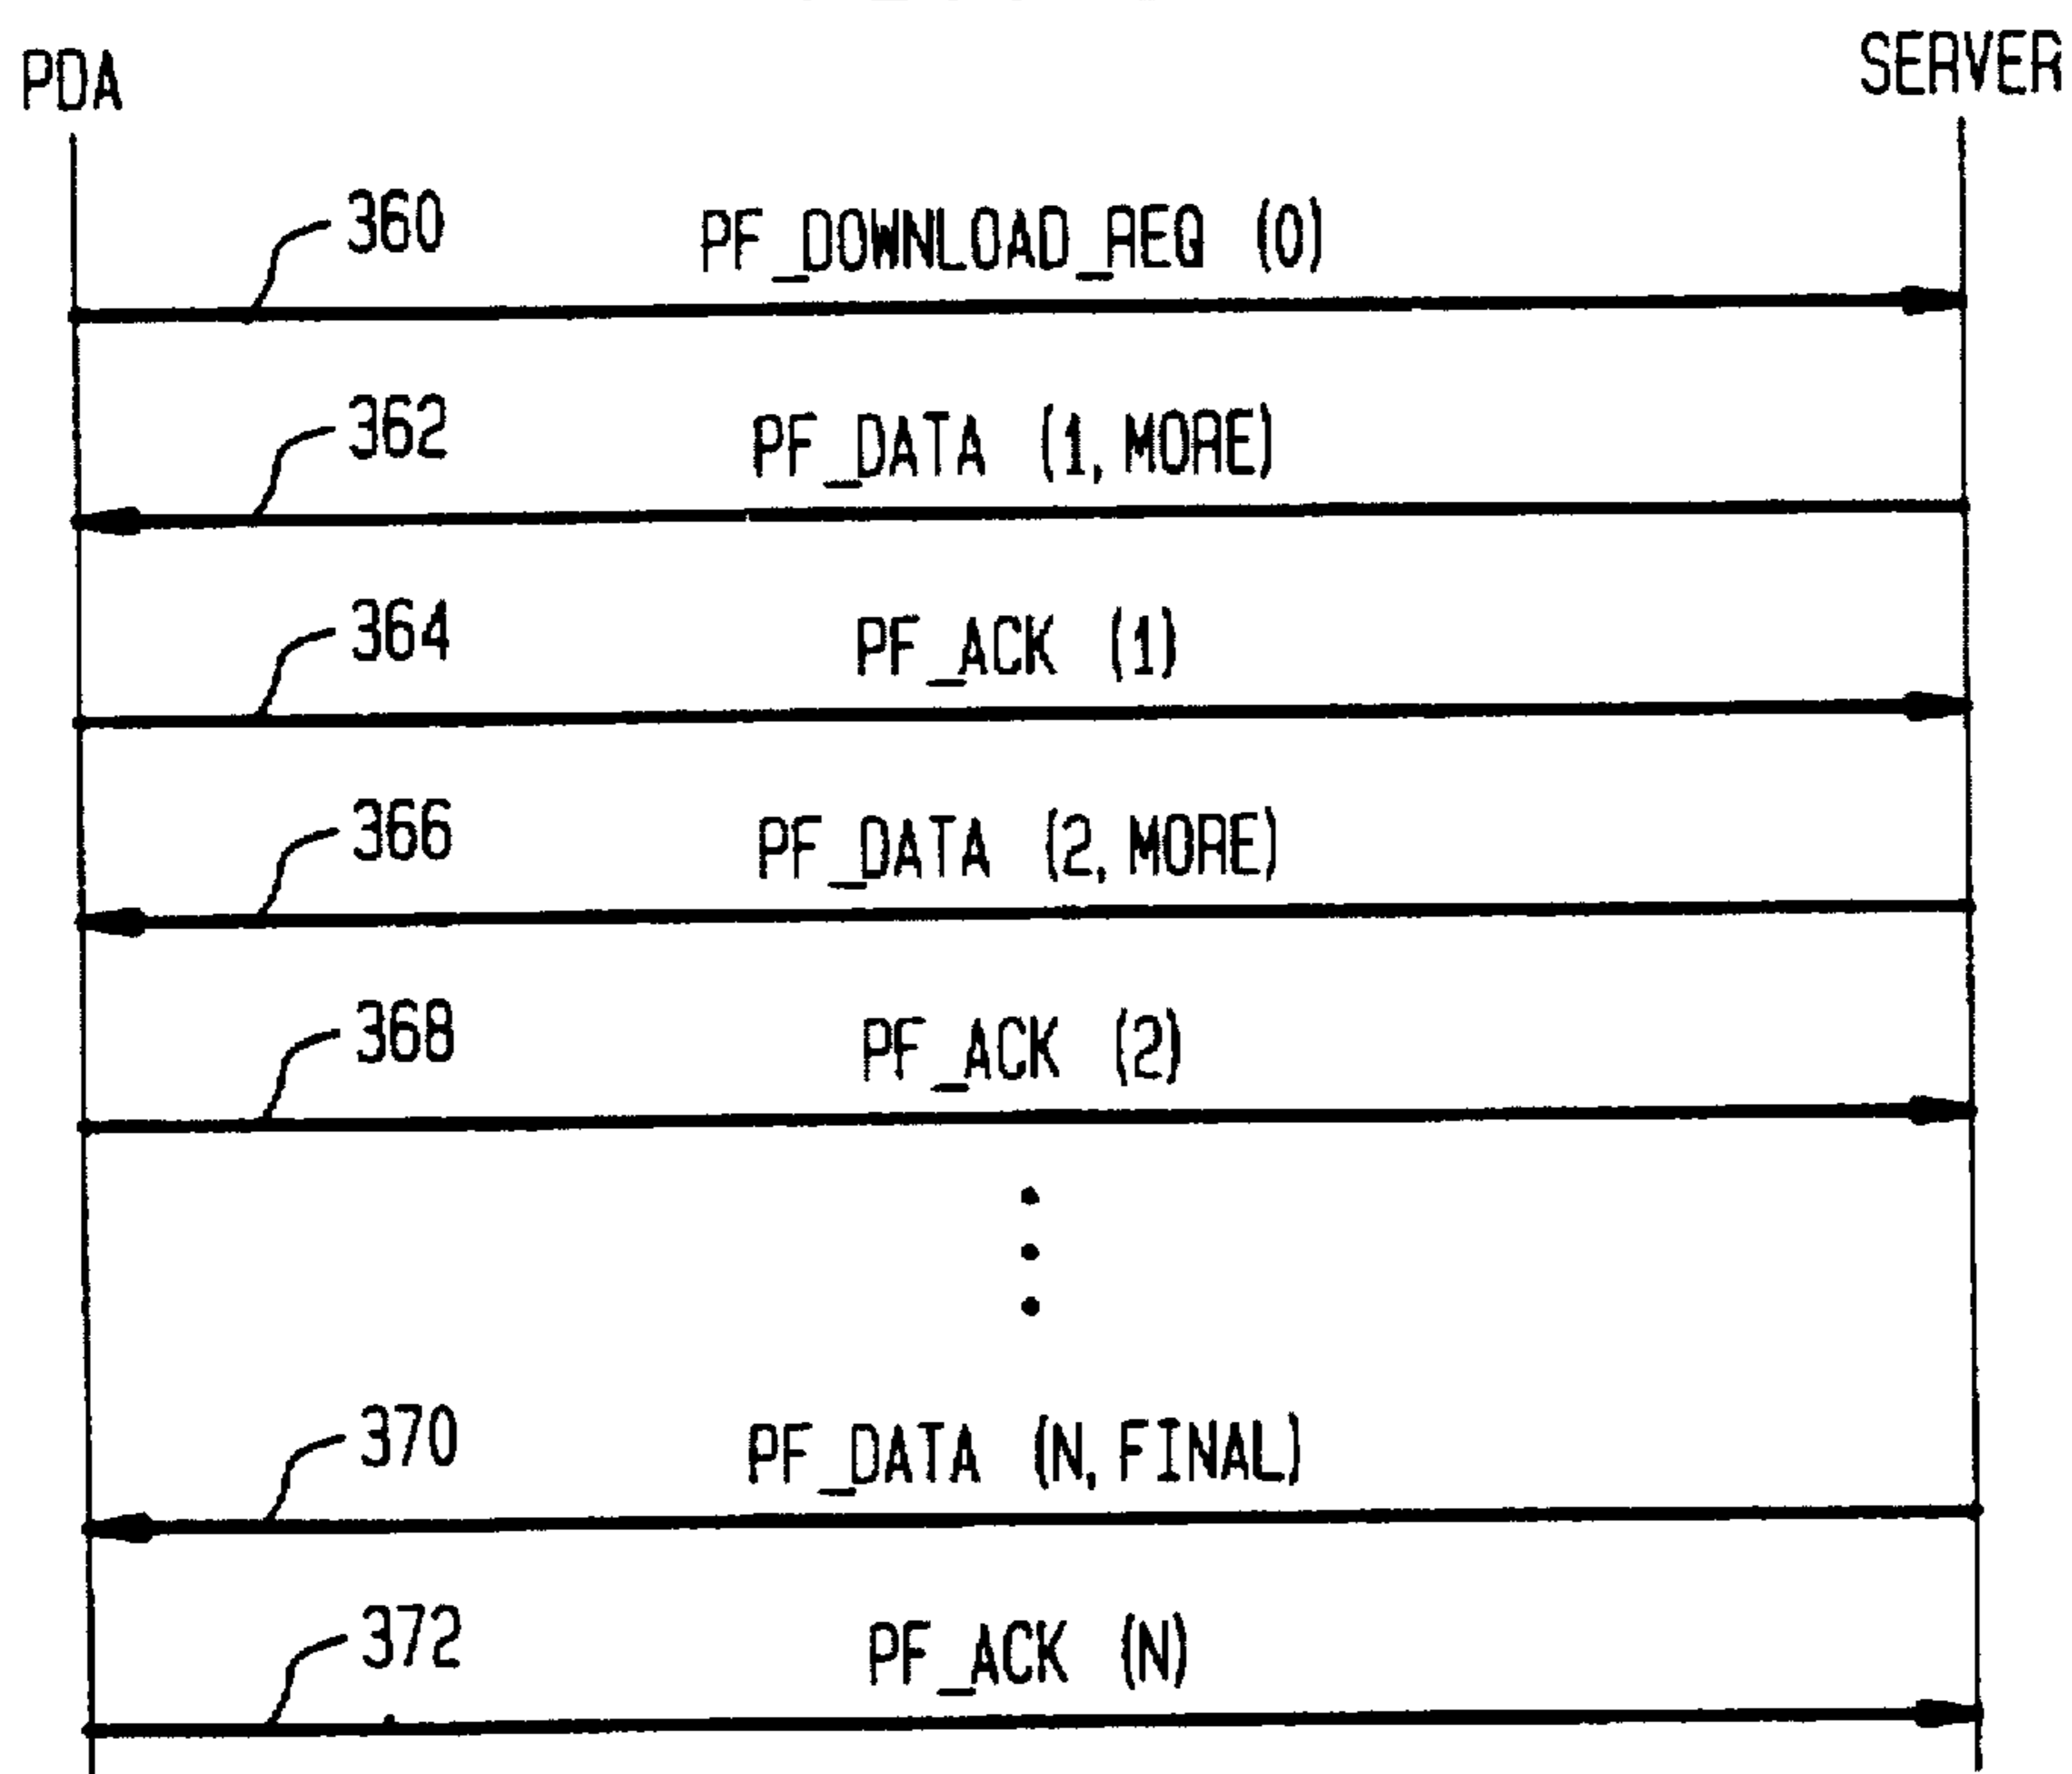 PDA SERVER
360 PF_DOWNLOAD_REQ (0)
362 PF_DATA (1, MORE)
364 PF_ACK (1)
366 PF_DATA (2, MORE)
368 PF_ACK (2)
370 PF_DATA (N, FINAL)
372 PF_ACK (N)